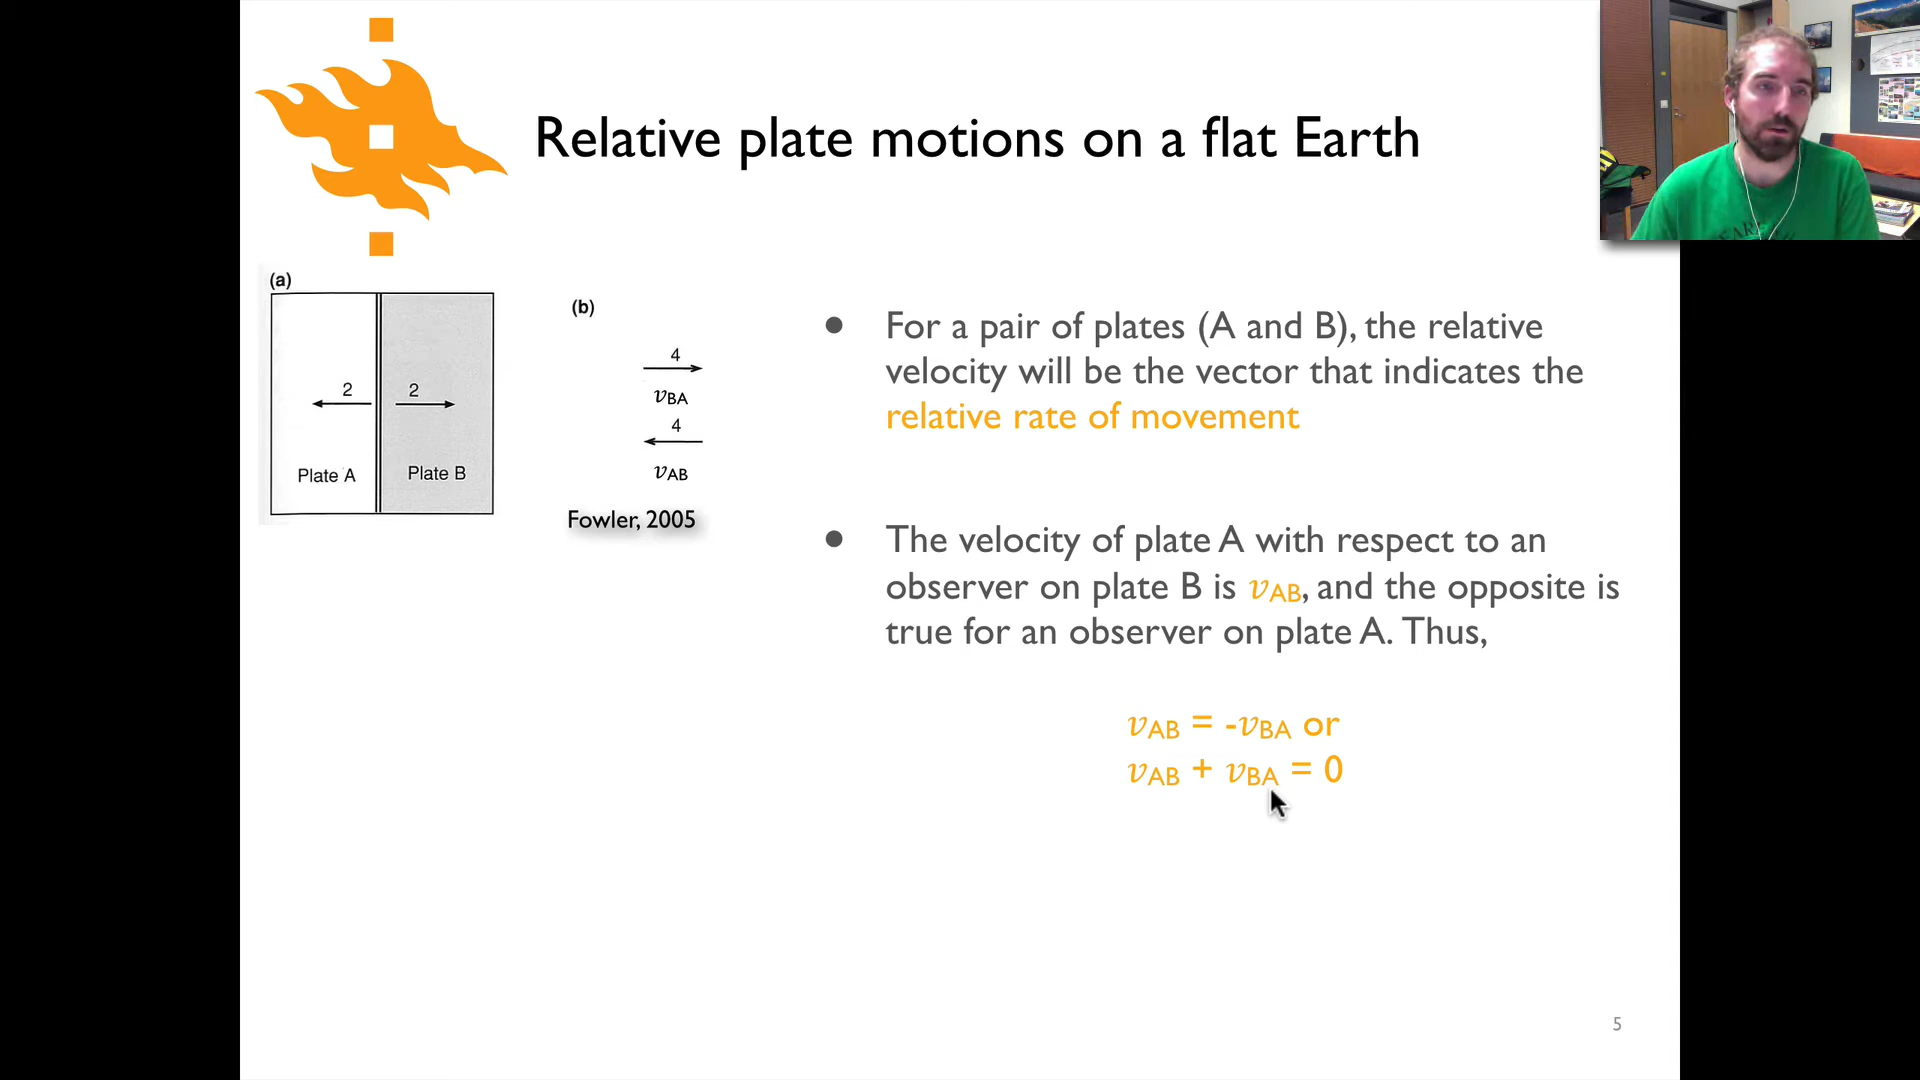 Relative plate motions on a flat Earth
(a)
2
2
Plate A
Plate B
(b)
4
vBA
4
vAB
Fowler, 2005
● For a pair of plates (A and B), the relative
velocity will be the vector that indicates the
relative rate of movement
● The velocity of plate A with respect to an
observer on plate B is vAB, and the opposite is
true for an observer on plate A. Thus,
vAB = -vBA or
vAB + vBA = 0
5